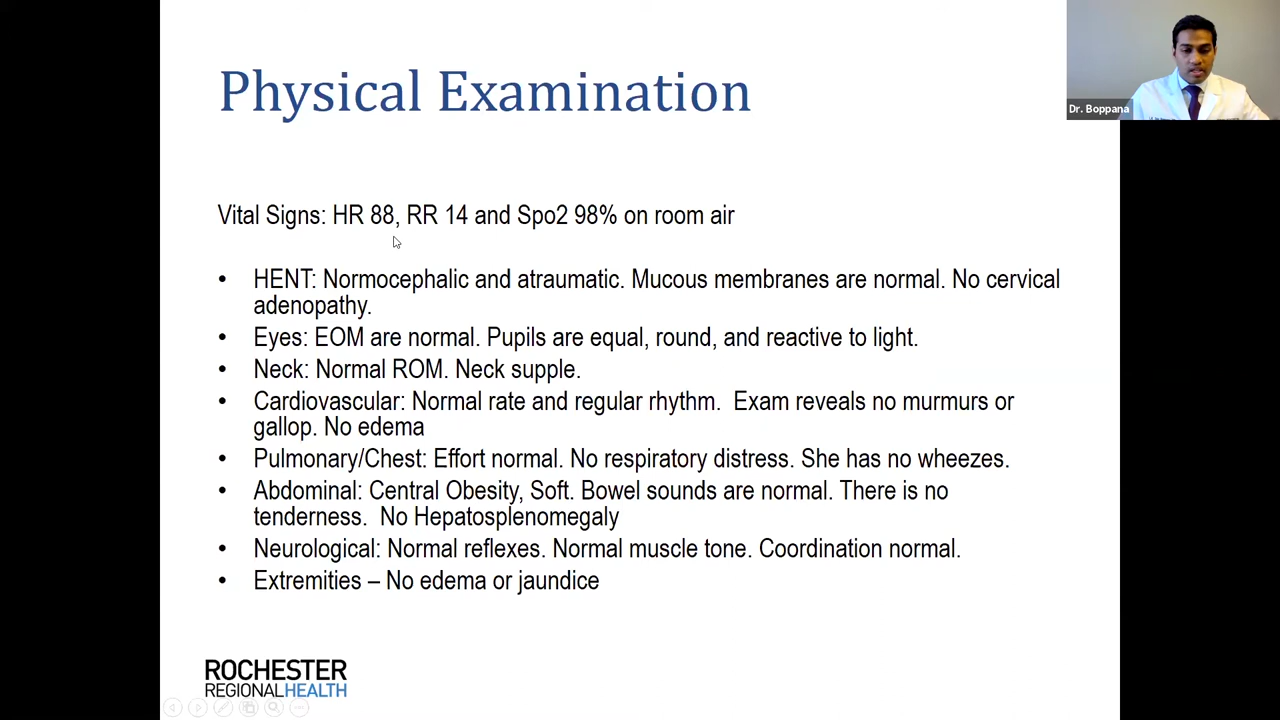 Physical Examination
Dr. Boppana
Vital Signs: HR 88, RR 14 and Spo2 98% on room air
• HENT: Normocephalic and atraumatic. Mucous membranes are normal. No cervical
adenopathy.
• Eyes: EOM are normal. Pupils are equal, round, and reactive to light.
• Neck: Normal ROM. Neck supple.
• Cardiovascular: Normal rate and regular rhythm.  Exam reveals no murmurs or
gallop. No edema
• Pulmonary/Chest: Effort normal. No respiratory distress. She has no wheezes.
• Abdominal: Central Obesity, Soft. Bowel sounds are normal. There is no
tenderness.  No Hepatosplenomegaly
• Neurological: Normal reflexes. Normal muscle tone. Coordination normal.
• Extremities – No edema or jaundice
ROCHESTER
REGIONALHEALTH